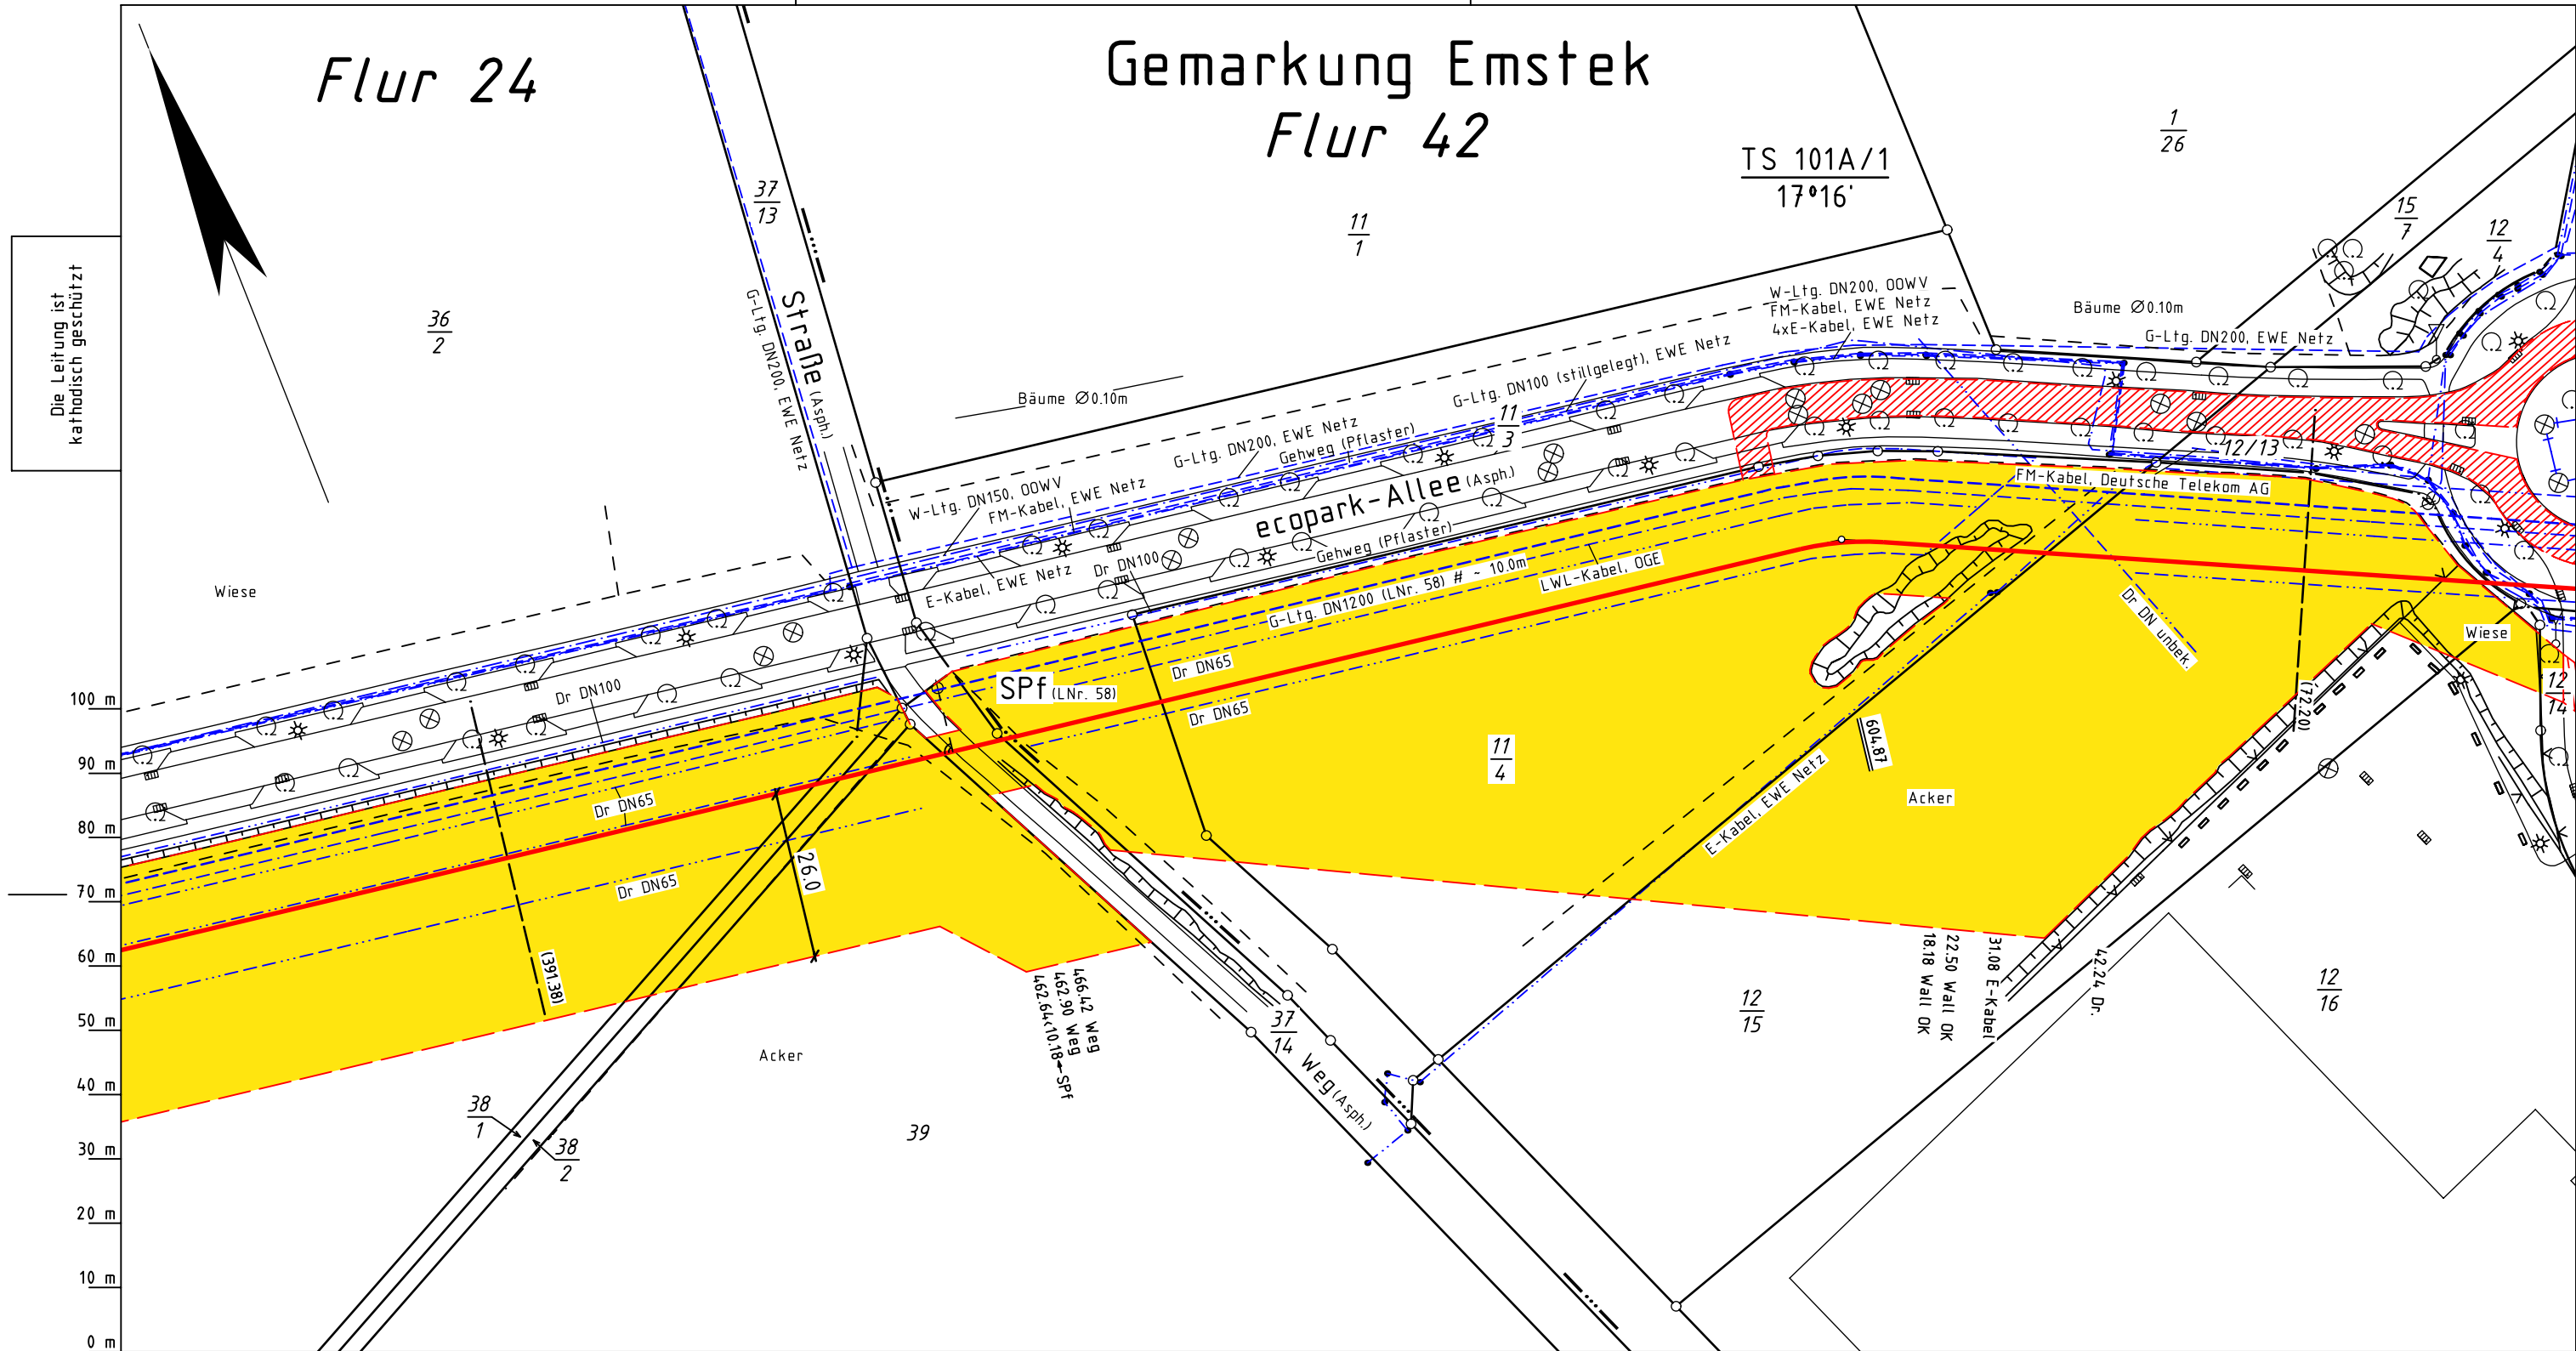 Flur 24
Gemarkung Emstek
Flur 42
TS 101A/1
17°16'
1
26
15
7
12
4
37
13
11
1
36
2
Die Leitung ist
kathodisch geschützt
Straße (Asph.)
G-Ltg. DN200, EWE Netz
Bäume Ø0.10m
W-Ltg. DN200, OOWV
FM-Kabel, EWE Netz
4xE-Kabel, EWE Netz
Bäume Ø0.10m
G-Ltg. DN200, EWE Netz
G-Ltg. DN100 (stillgelegt), EWE Netz
11
3
G-Ltg. DN200, EWE Netz
Gehweg (Pflaster)
W-Ltg. DN150, OOWV
FM-Kabel, EWE Netz
ecopark-Allee (Asph.)
Gehweg (Pflaster)
12/13
FM-Kabel, Deutsche Telekom AG
E-Kabel, EWE Netz
Dr DN100
Wiese
G-Ltg. DN1200 (LNr. 58) # ~ 10.0m
LWL-Kabel, OGE
Dr DN unbek.
Wiese
Dr DN65
Dr DN65
SPf (LNr. 58)
Dr DN100
12
14
(72.20)
604.87
11
4
Acker
E-Kabel, EWE Netz
Dr DN65
Dr DN65
26.0
(391.38)
466.42 Weg
462.90 Weg
462.64<10.18←SPf
37
14
Weg (Asph.)
12
15
18.18 Wall OK
22.50 Wall OK
31.08 E-Kabel
42.24 Dr.
12
16
Acker
38
1
38
2
39
100 m
90 m
80 m
70 m
60 m
50 m
40 m
30 m
20 m
10 m
0 m